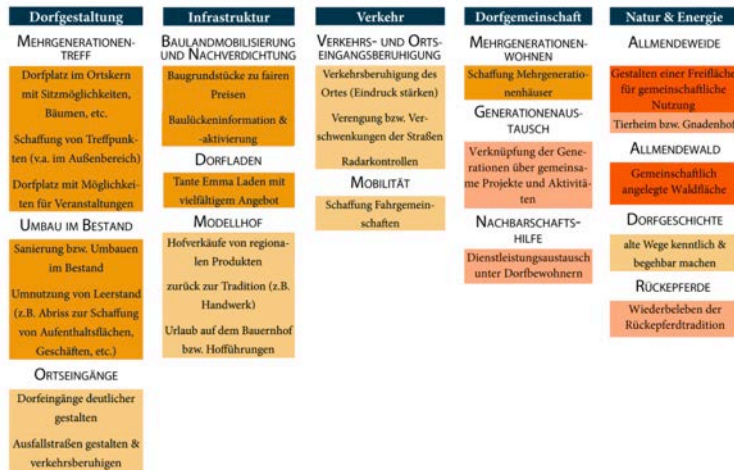 Dorfgestaltung
MEHRGENERATIONEN-
TREFF
Dorfplatz im Ortskern
mit Sitzmöglichkeiten,
Bäumen, etc.
Schaffung von Treffpunk-
ten (v.a. im Außenbereich)
Dorfplatz mit Möglichkei-
ten für Veranstaltungen
UMBAU IM BESTAND
Sanierung bzw. Umbauen
im Bestand
Umnutzung von Leerstand
(z.B. Abriss zur Schaffung
von Aufenthaltsflächen,
Geschäften, etc.)
ORTSEINGÄNGE
Dorfeingänge deutlicher
gestalten
Ausfallstraßen gestalten &
verkehrsberuhigen
Infrastruktur
BAULANDMOBILISIERUNG
UND NACHVERDICHTUNG
Baugrundstücke zu fairen
Preisen
Baulückeninformation &
-aktivierung
DORFLADEN
Tante Emma Laden mit
vielfältigem Angebot
MODELLHOF
Hofverkäufe von regiona-
len Produkten
zurück zur Tradition (z.B.
Handwerk)
Urlaub auf dem Bauernhof
bzw. Hofführungen
Verkehr
VERKEHRS- UND ORTS-
EINGANGSBERUHIGUNG
Verkehrsberuhigung des
Ortes (Eindruck stärken)
Verengung bzw. Ver-
schwenkungen der Straßen
Radarkontrollen
MOBILITÄT
Schaffung Fahrgemein-
schaften
Dorfgemeinschaft
MEHRGENERATIONEN-
WOHNEN
Schaffung Mehrgeneratio-
nenhäuser
GENERATIONENAUS-
TAUSCH
Verknüpfung der Gene-
rationen über gemeinsa-
me Projekte und Aktivitä-
ten
NACHBARSCHAFTS-
HILFE
Dienstleistungsaustausch
unter Dorfbewohnern
Natur & Energie
ALLMENDEWEIDE
Gestalten einer Freifläche
für gemeinschaftliche
Nutzung
Tierheim bzw. Gnadenhof
ALLMENDEWALD
Gemeinschaftlich
angelegte Waldfläche
DORFGESCHICHTE
alte Wege kenntlich &
begehbar machen
RÜCKEPFERDE
Wiederbeleben der
Rückepferdtradition